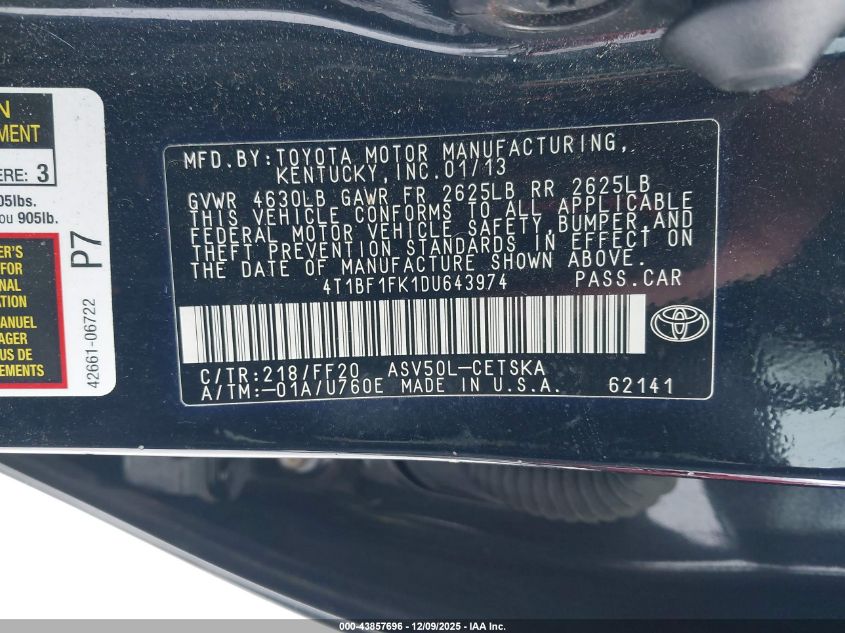 N
EMENT
ERE: 3
05lbs.
ou 905lb.
ER'S
FOR
NAL
ATION
MANUEL
AGER
US DE
EMENTS
P7
42661-06722
MFD.BY:TOYOTA MOTOR MANUFACTURING,
KENTUCKY,INC.01/13
GVWR 4630LB GAWR FR 2625LB RR 2625LB
THIS VEHICLE CONFORMS TO ALL APPLICABLE
FEDERAL MOTOR VEHICLE SAFETY,BUMPER,AND
THEFT PREVENTION STANDARDS IN EFFECT ON
THE DATE OF MANUFACTURE SHOWN ABOVE.
4T1BF1FK1DU643974 PASS.CAR
C/TR:218/FF20 ASV50L-CETSKA
A/TM:-01A/U760E MADE IN U.S.A. 62141
000-43857696 - 12/09/2025 - IAA Inc.